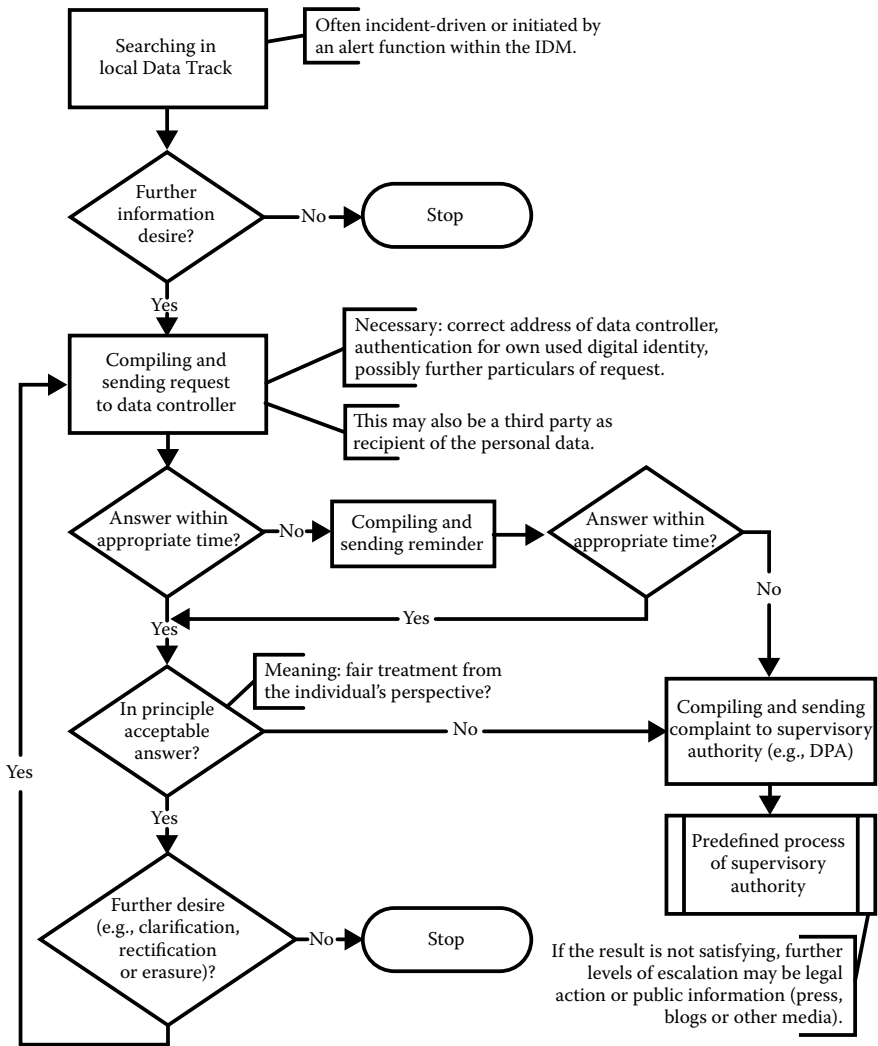 Searching in
local Data Track
Often incident-driven or initiated by
an alert function within the IDM.
Further
information
desire?
No
Stop
Yes
Compiling and
sending request
to data controller
Necessary: correct address of data controller,
authentication for own used digital identity,
possibly further particulars of request.
This may also be a third party as
recipient of the personal data.
Answer within
appropriate time?
No
Compiling and
sending reminder
Answer within
appropriate time?
No
Yes
Yes
Meaning: fair treatment from
the individual's perspective?
In principle
acceptable
answer?
No
Compiling and sending
complaint to supervisory
authority (e.g., DPA)
Yes
Yes
Predefined process
of supervisory
authority
Further desire
(e.g., clarification,
rectification
or erasure)?
No
Stop
If the result is not satisfying, further
levels of escalation may be legal
action or public information (press,
blogs or other media).